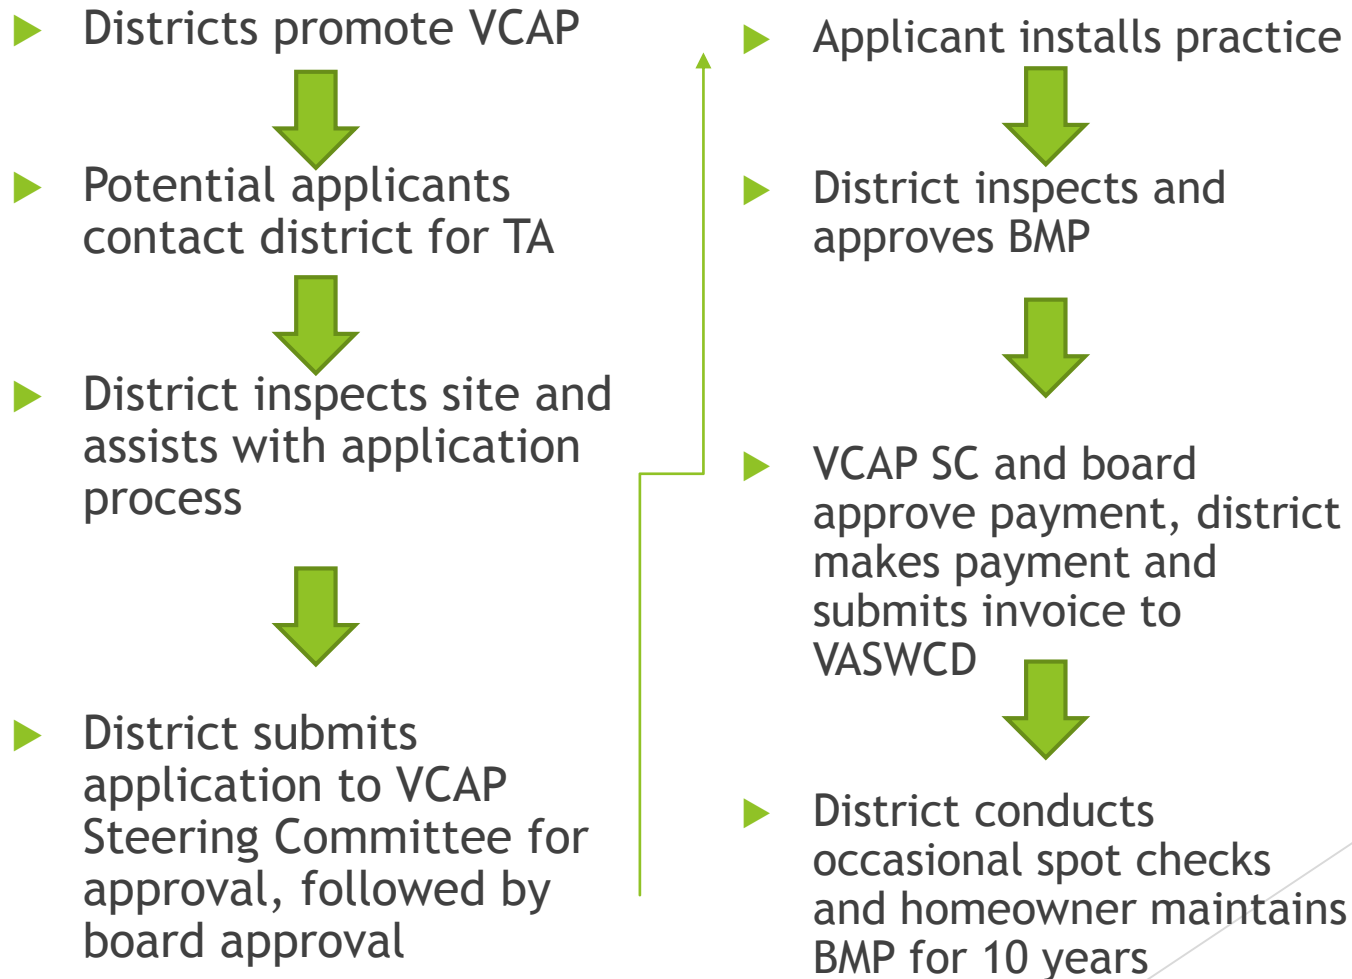 Districts promote VCAP
Potential applicants
contact district for TA
District inspects site and
assists with application
process
District submits
application to VCAP
Steering Committee for
approval, followed by
board approval
Applicant installs practice
District inspects and
approves BMP
VCAP SC and board
approve payment, district
makes payment and
submits invoice to
VASWCD
District conducts
occasional spot checks
and homeowner maintains
BMP for 10 years